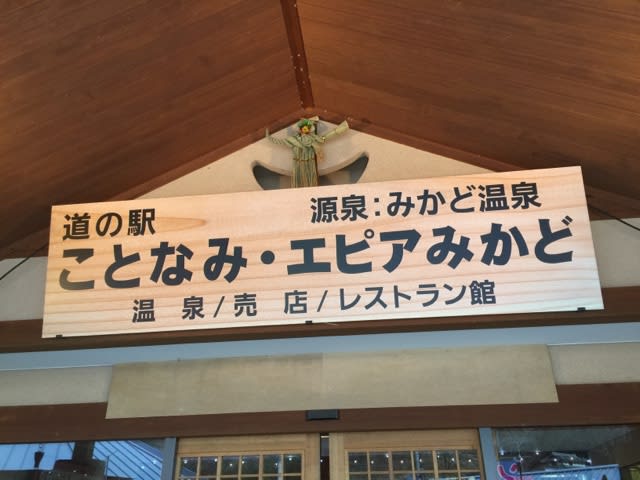 道の駅
源泉:みかど温泉
ことなみ・エピアみかど
温 泉/売 店/レストラン館